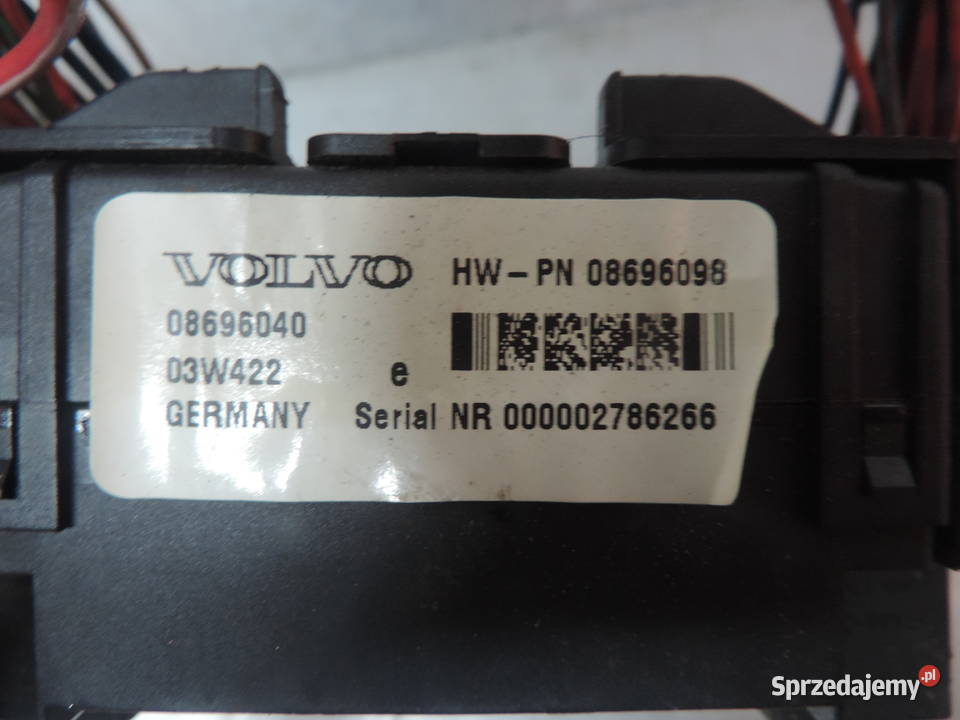 VOLVO HW-PN 08696098
08696040
03W422 e
GERMANY Serial NR 000002786266
Sprzedajemy.pl